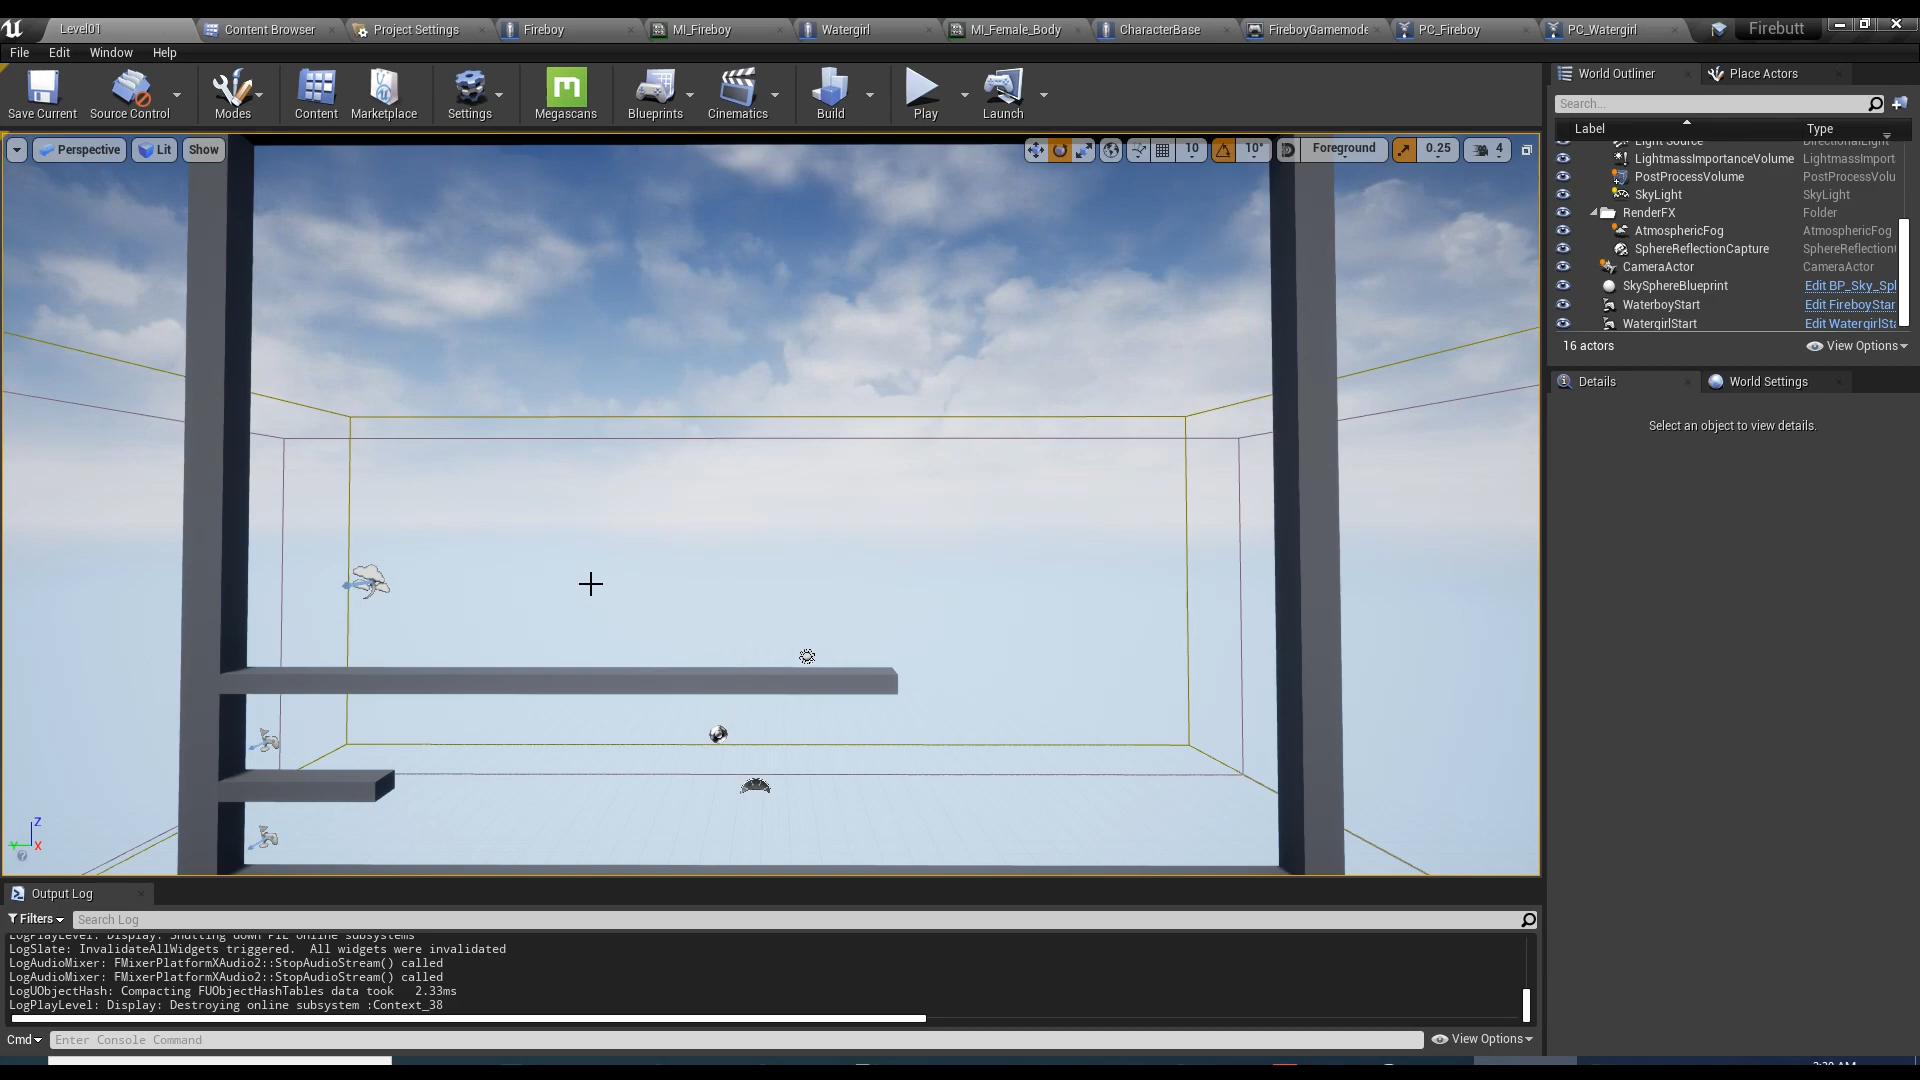 Level01
Content Browser
Project Settings
Fireboy
MI_Fireboy
Watergirl
MI_Female_Body
CharacterBase
FireboyGamemode
PC_Fireboy
PC_Watergirl
Firebutt
File Edit Window Help
Save Current
Source Control
Modes
Content
Marketplace
Settings
Megascans
Blueprints
Cinematics
Build
Play
Launch
Perspective
Lit
Show
10
10°
Foreground
0.25
4
Z
Y
X
World Outliner
Place Actors
Search...
Label Type
Light Source DirectionalLight
LightmassImportanceVolume LightmassImport
PostProcessVolume PostProcessVolu
SkyLight SkyLight
RenderFX Folder
AtmosphericFog AtmosphericFog
SphereReflectionCapture SphereReflection
CameraActor CameraActor
SkySphereBlueprint Edit BP_Sky_Sp
WaterboyStart Edit FireboyStar
WatergirlStart Edit WatergirlSta
16 actors
View Options
Details
World Settings
Select an object to view details.
Output Log
Filters
Search Log
LogPlayLevel: Display: Shutting down PIE online subsystems
LogSlate: InvalidateAllWidgets triggered.  All widgets were invalidated
LogAudioMixer: FMixerPlatformXAudio2::StopAudioStream() called
LogAudioMixer: FMixerPlatformXAudio2::StopAudioStream() called
LogUObjectHash: Compacting FUObjectHashTables data took   2.33ms
LogPlayLevel: Display: Destroying online subsystem :Context_38
Cmd
Enter Console Command
View Options